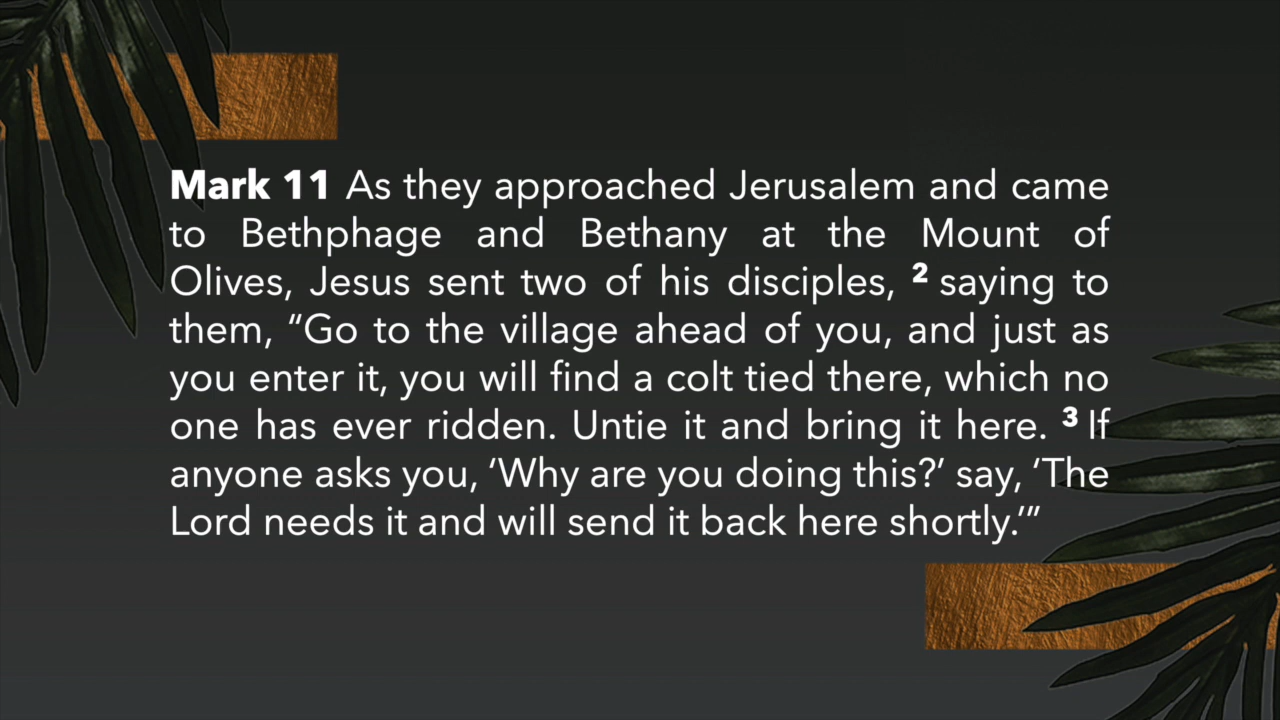 Mark 11 As they approached Jerusalem and came
to Bethphage and Bethany at the Mount of
Olives, Jesus sent two of his disciples, ² saying to
them, “Go to the village ahead of you, and just as
you enter it, you will find a colt tied there, which no
one has ever ridden. Untie it and bring it here. ³ If
anyone asks you, ‘Why are you doing this?’ say, ‘The
Lord needs it and will send it back here shortly.’”